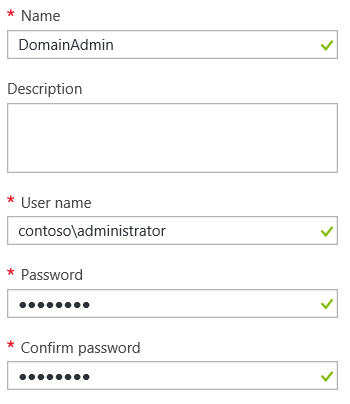 * Name
DomainAdmin
Description
* User name
contoso\administrator
* Password
●●●●●●●●
* Confirm password
●●●●●●●●